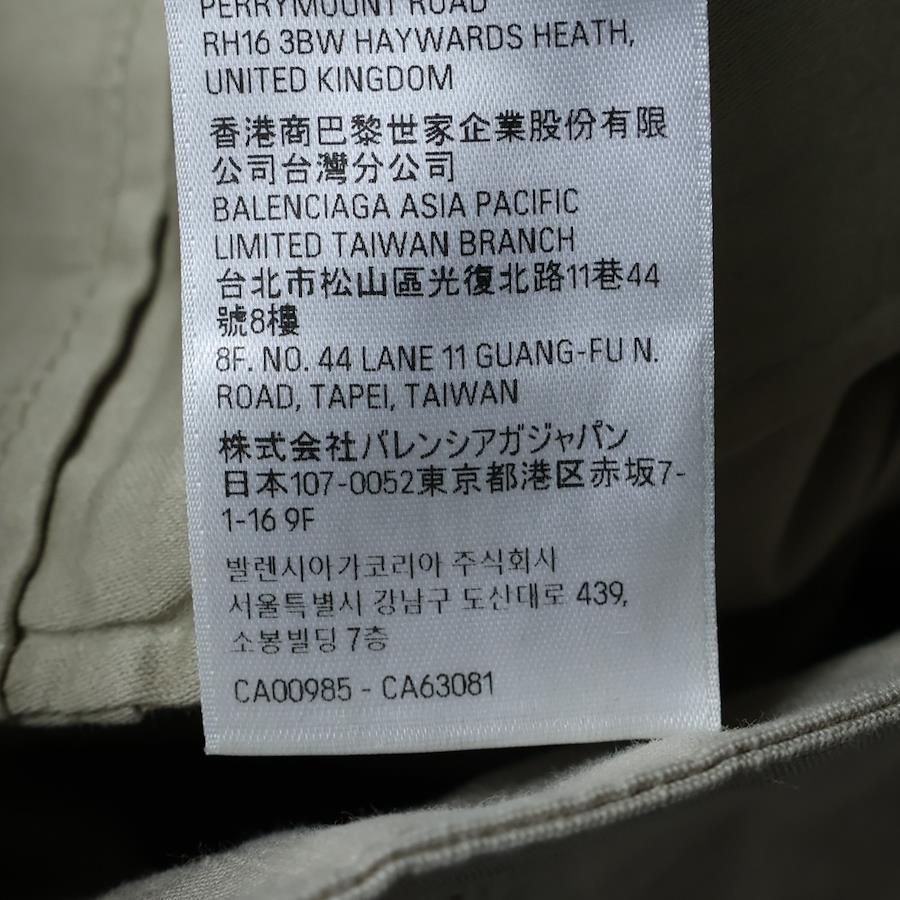 PERRYMOUNT ROAD
RH16 3BW HAYWARDS HEATH,
UNITED KINGDOM
香港商巴黎世家企業股份有限
公司台灣分公司
BALENCIAGA ASIA PACIFIC
LIMITED TAIWAN BRANCH
台北市松山區光復北路11巷44
號8樓
8F. NO. 44 LANE 11 GUANG-FU N.
ROAD, TAPEI, TAIWAN
株式会社バレンシアガジャパン
日本107-0052東京都港区赤坂7-
1-16 9F
발렌시아가코리아 주식회사
서울특별시 강남구 도산대로 439,
소봉빌딩 7층
CA00985 - CA63081